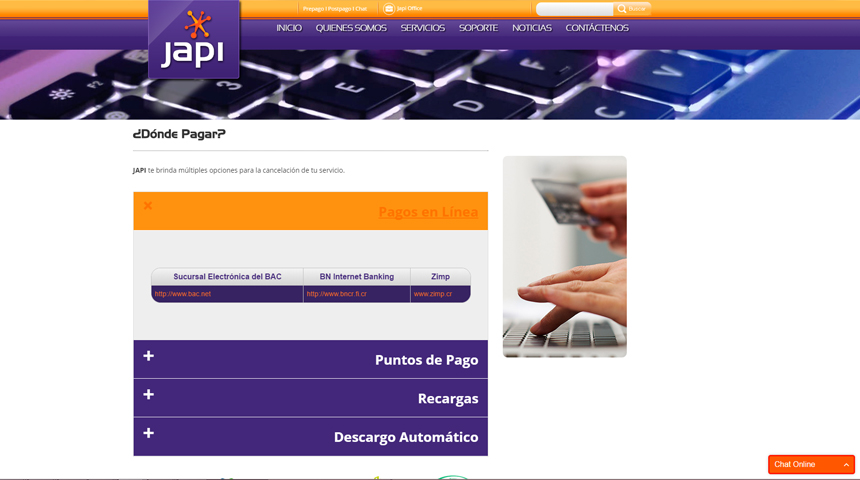 Prepago | Postpago | Chat
Japi Office
Buscar
JAPI
INICIO QUIENES SOMOS SERVICIOS SOPORTE NOTICIAS CONTÁCTENOS
¿Dónde Pagar?
JAPI te brinda múltiples opciones para la cancelación de tu servicio.
Pagos en Línea
Sucursal Electrónica del BAC BN Internet Banking Zimp
http://www.bac.net http://www.bncr.fi.cr www.zimp.cr
Puntos de Pago
Recargas
Descargo Automático
Chat Online